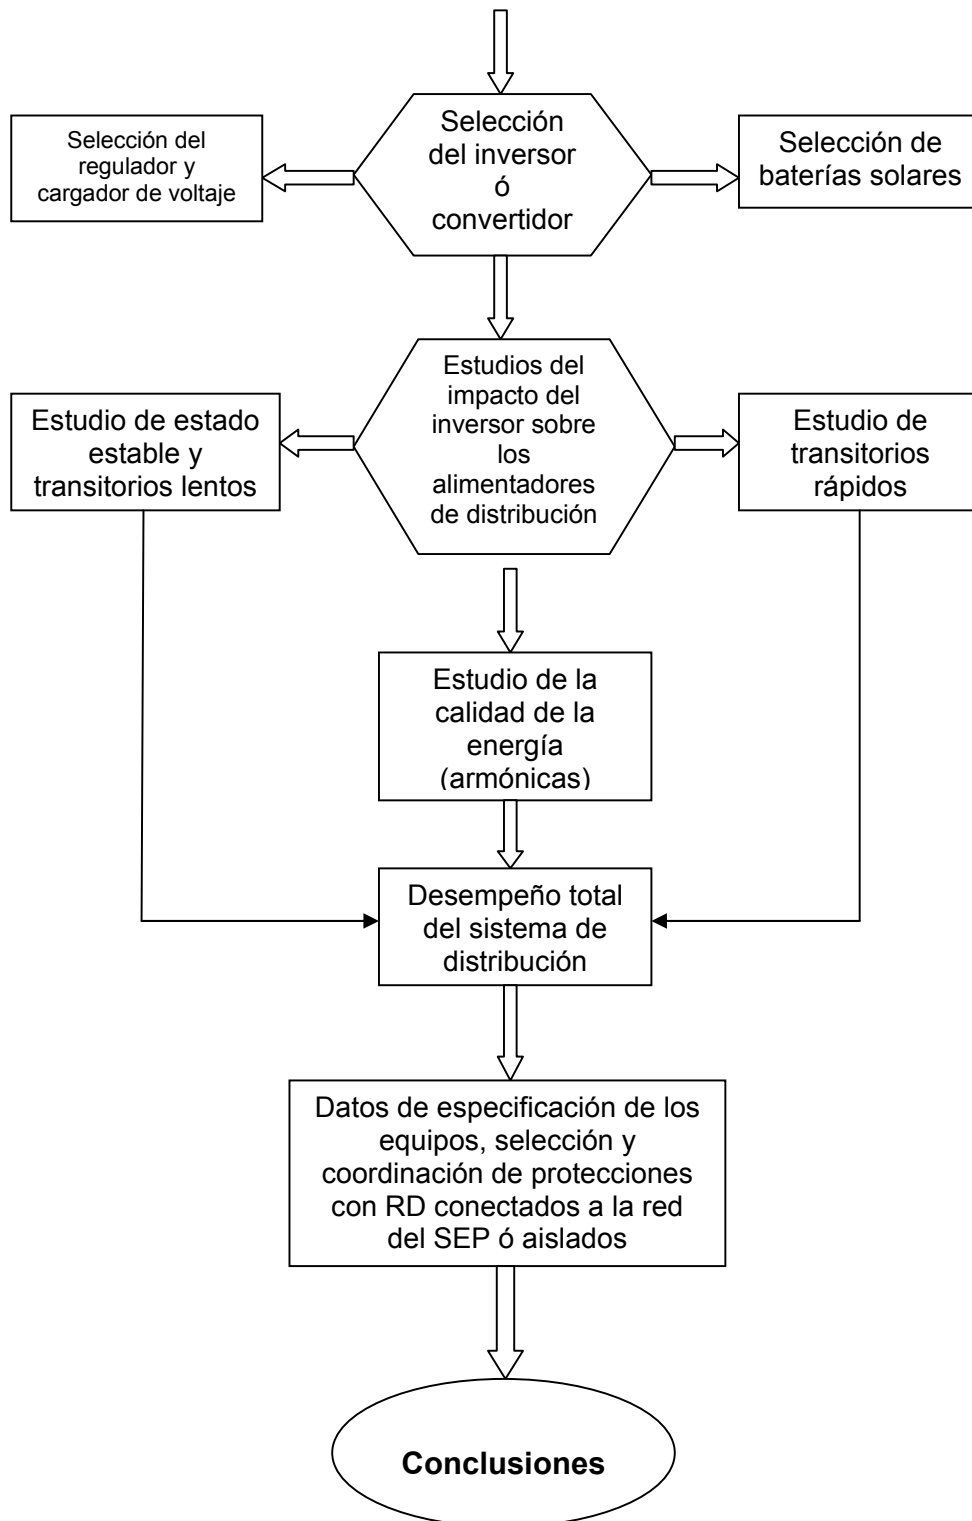 Selección del
regulador y
cargador de voltaje
Selección
del inversor
ó
convertidor
Selección de
baterías solares
Estudio de estado
estable y
transitorios lentos
Estudios del
impacto del
inversor sobre
los
alimentadores
de distribución
Estudio de
transitorios
rápidos
Estudio de la
calidad de la
energía
(armónicas)
Desempeño total
del sistema de
distribución
Datos de especificación de los
equipos, selección y
coordinación de protecciones
con RD conectados a la red
del SEP ó aislados
Conclusiones